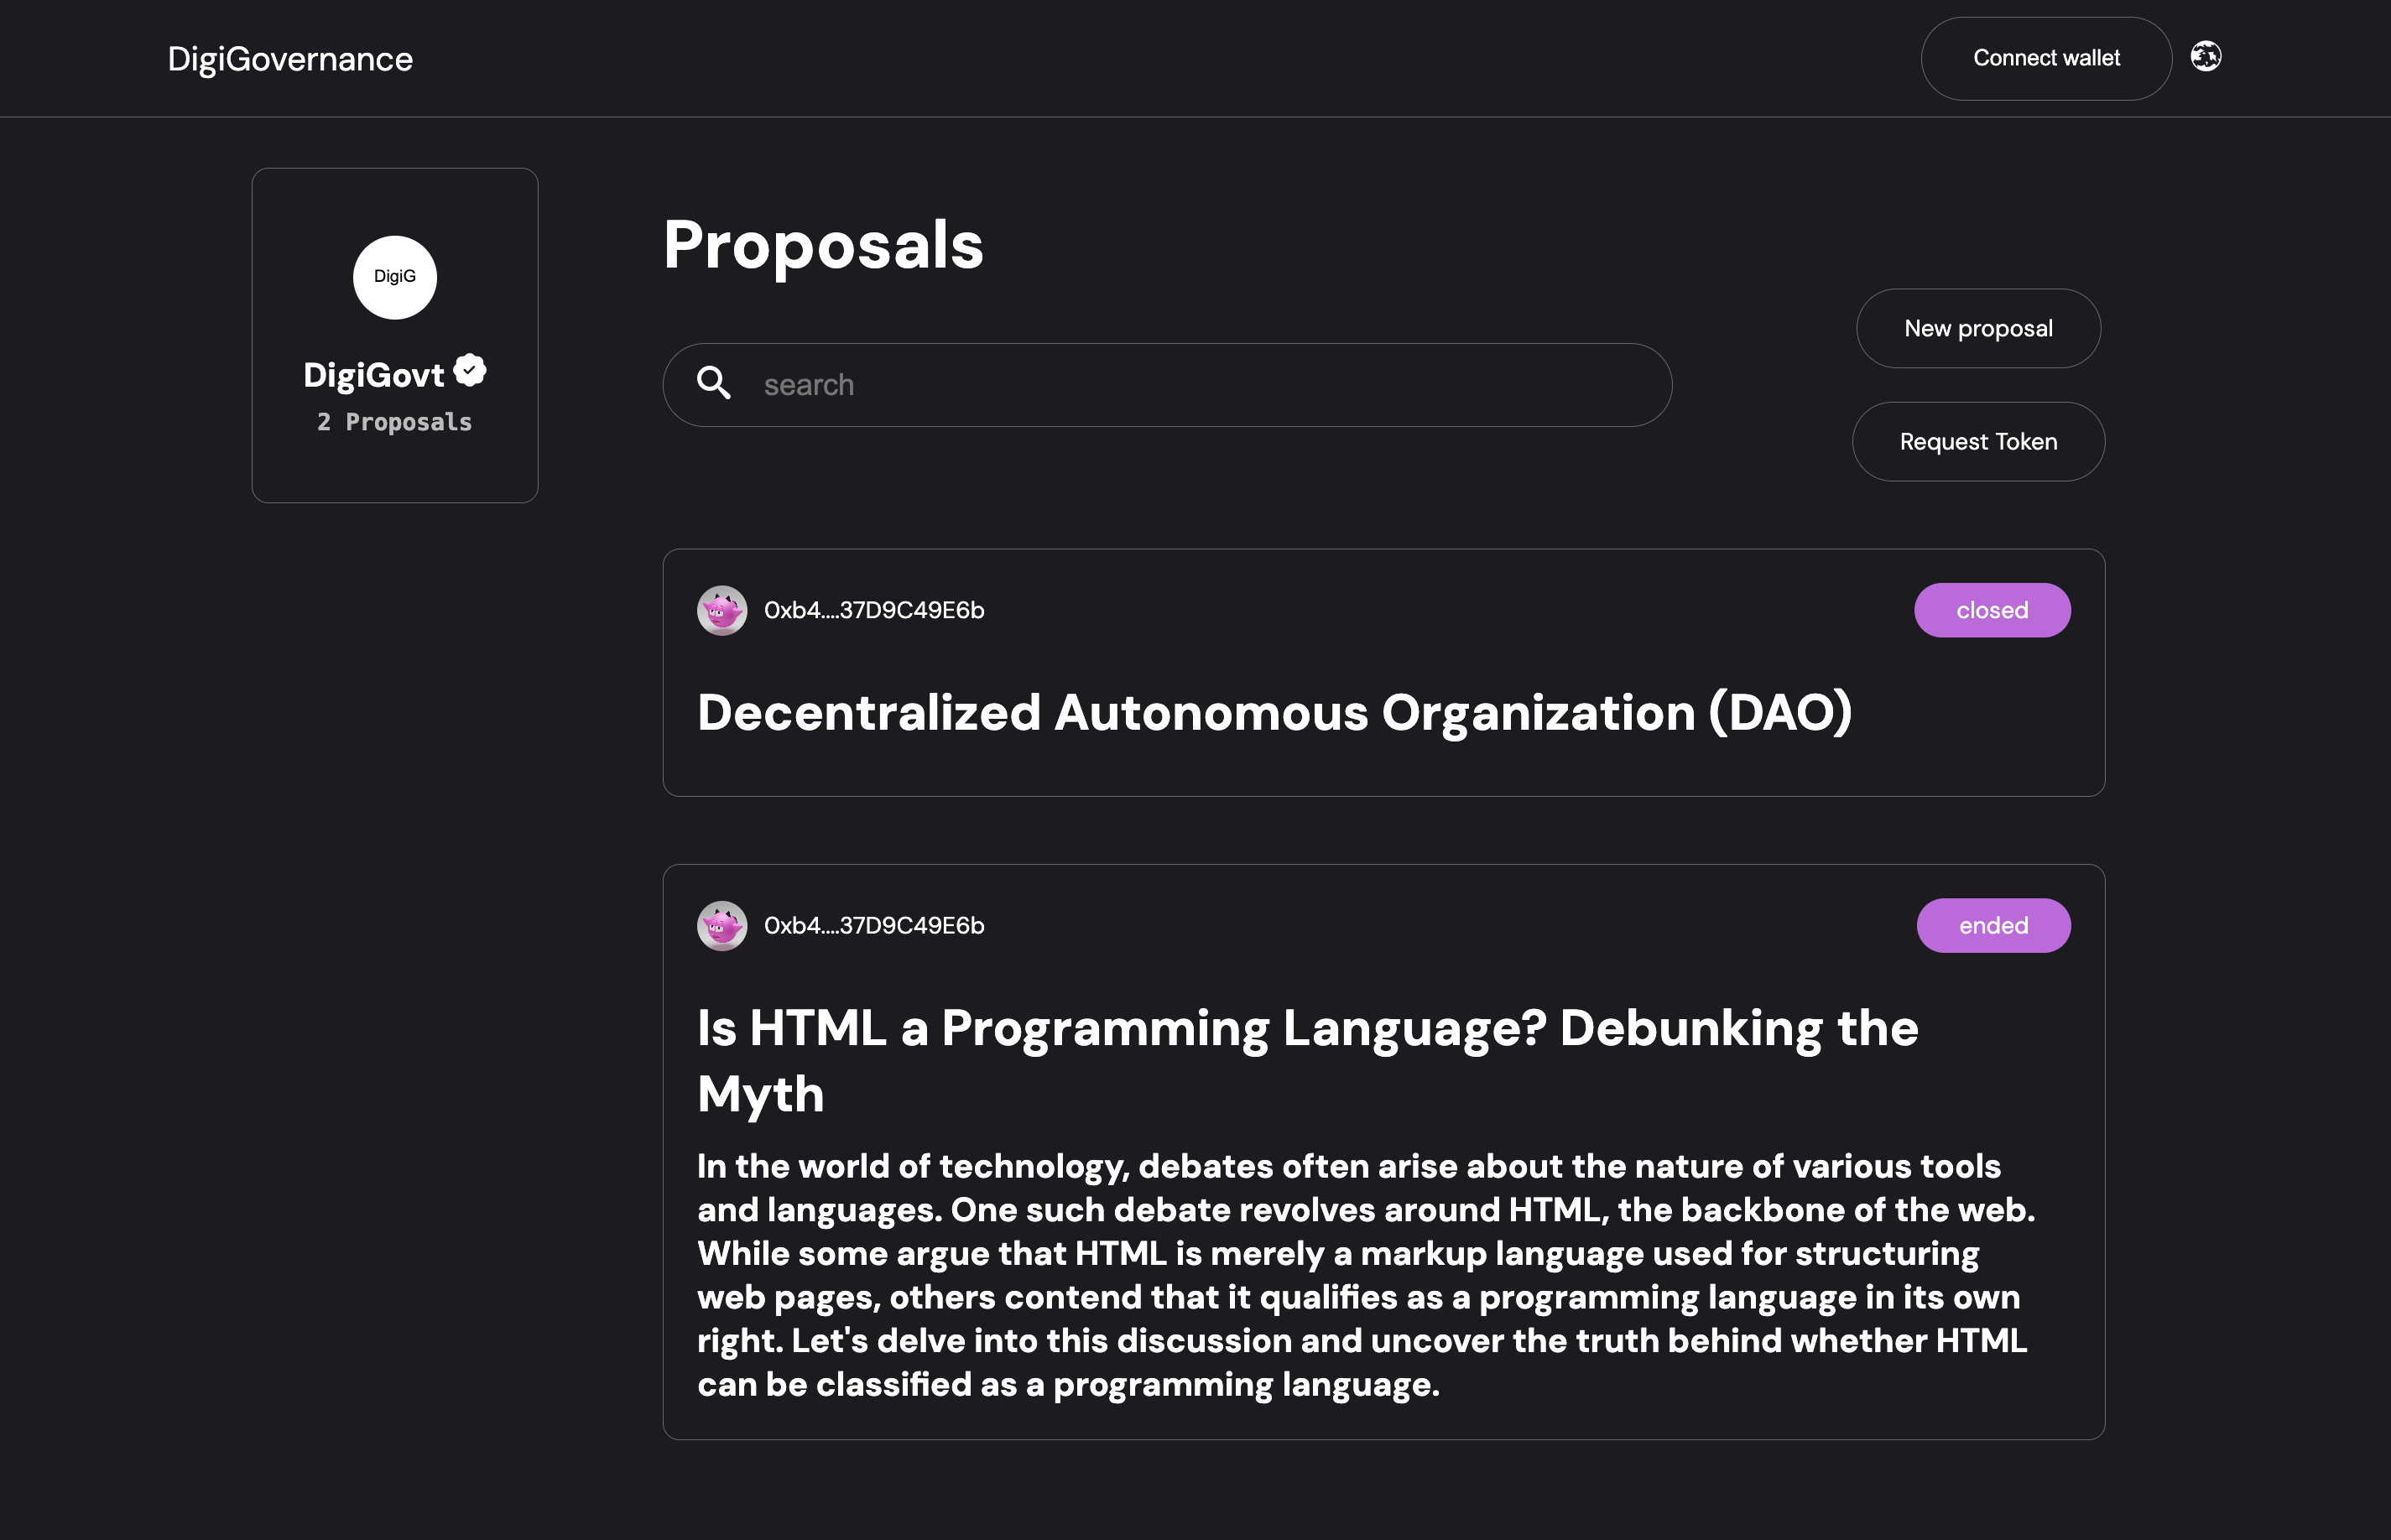 DigiGovernance
Connect wallet
DigiG
DigiGovt
2 Proposals
Proposals
search
New proposal
Request Token
0xb4....37D9C49E6b
closed
Decentralized Autonomous Organization (DAO)
0xb4....37D9C49E6b
ended
Is HTML a Programming Language? Debunking the
Myth
In the world of technology, debates often arise about the nature of various tools
and languages. One such debate revolves around HTML, the backbone of the web.
While some argue that HTML is merely a markup language used for structuring
web pages, others contend that it qualifies as a programming language in its own
right. Let's delve into this discussion and uncover the truth behind whether HTML
can be classified as a programming language.